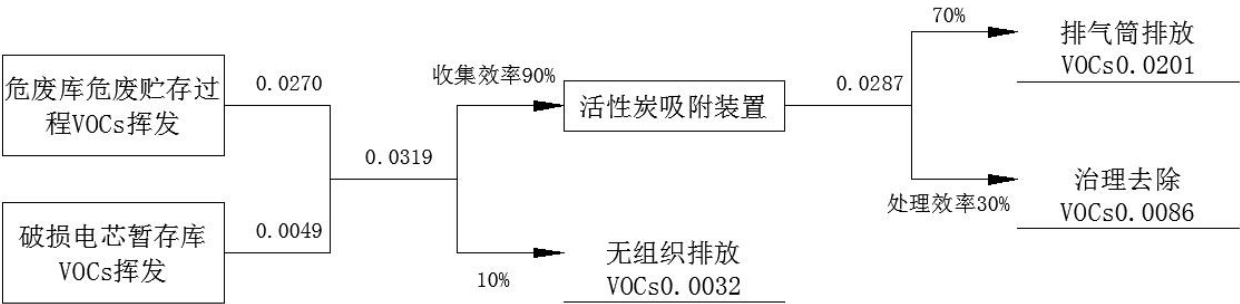 危废库危废贮存过
程VOCs挥发
0.0270
破损电芯暂存库
VOCs挥发
0.0049
0.0319
收集效率90%
活性炭吸附装置
10%
无组织排放
VOCs0.0032
0.0287
70%
排气筒排放
VOCs0.0201
处理效率30%
治理去除
VOCs0.0086